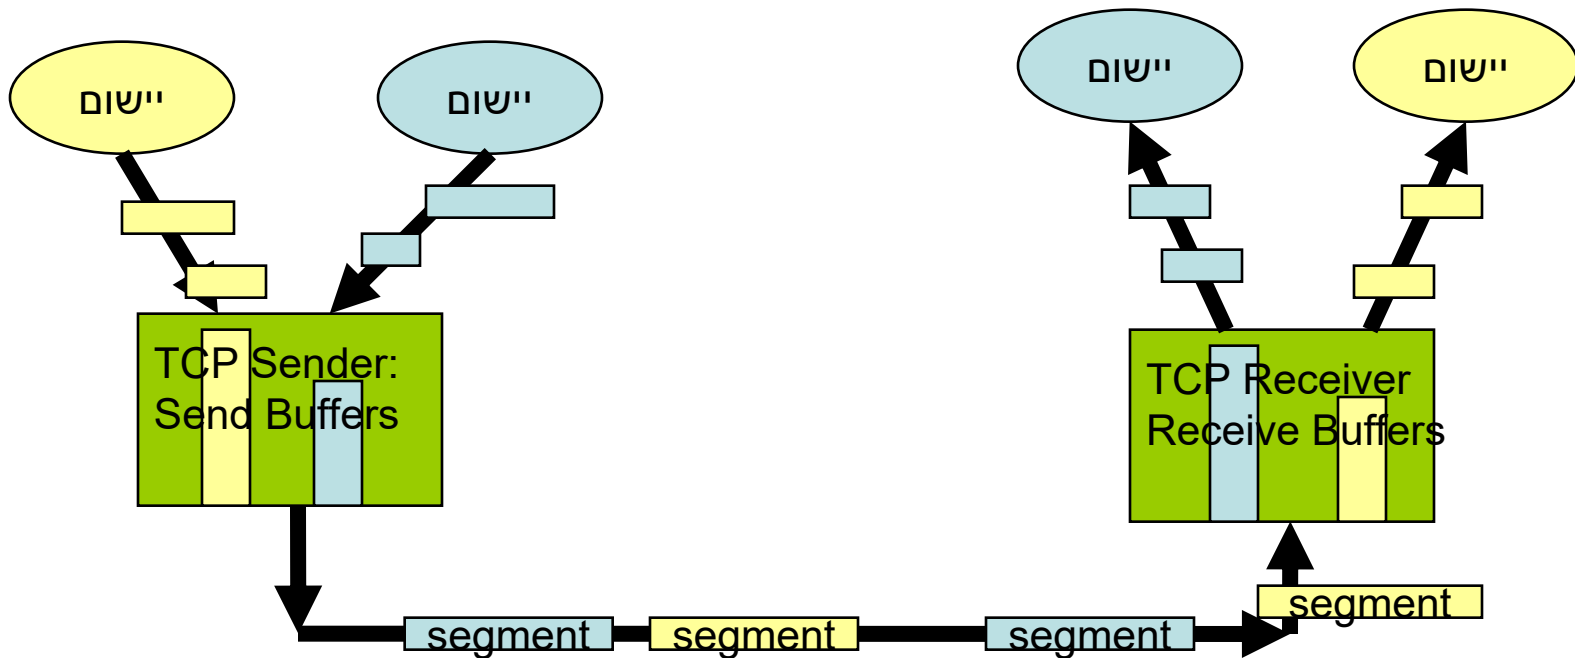 יישום
יישום
יישום
יישום
TCP Sender:
Send Buffers
TCP Receiver
Receive Buffers
segment
segment
segment
segment